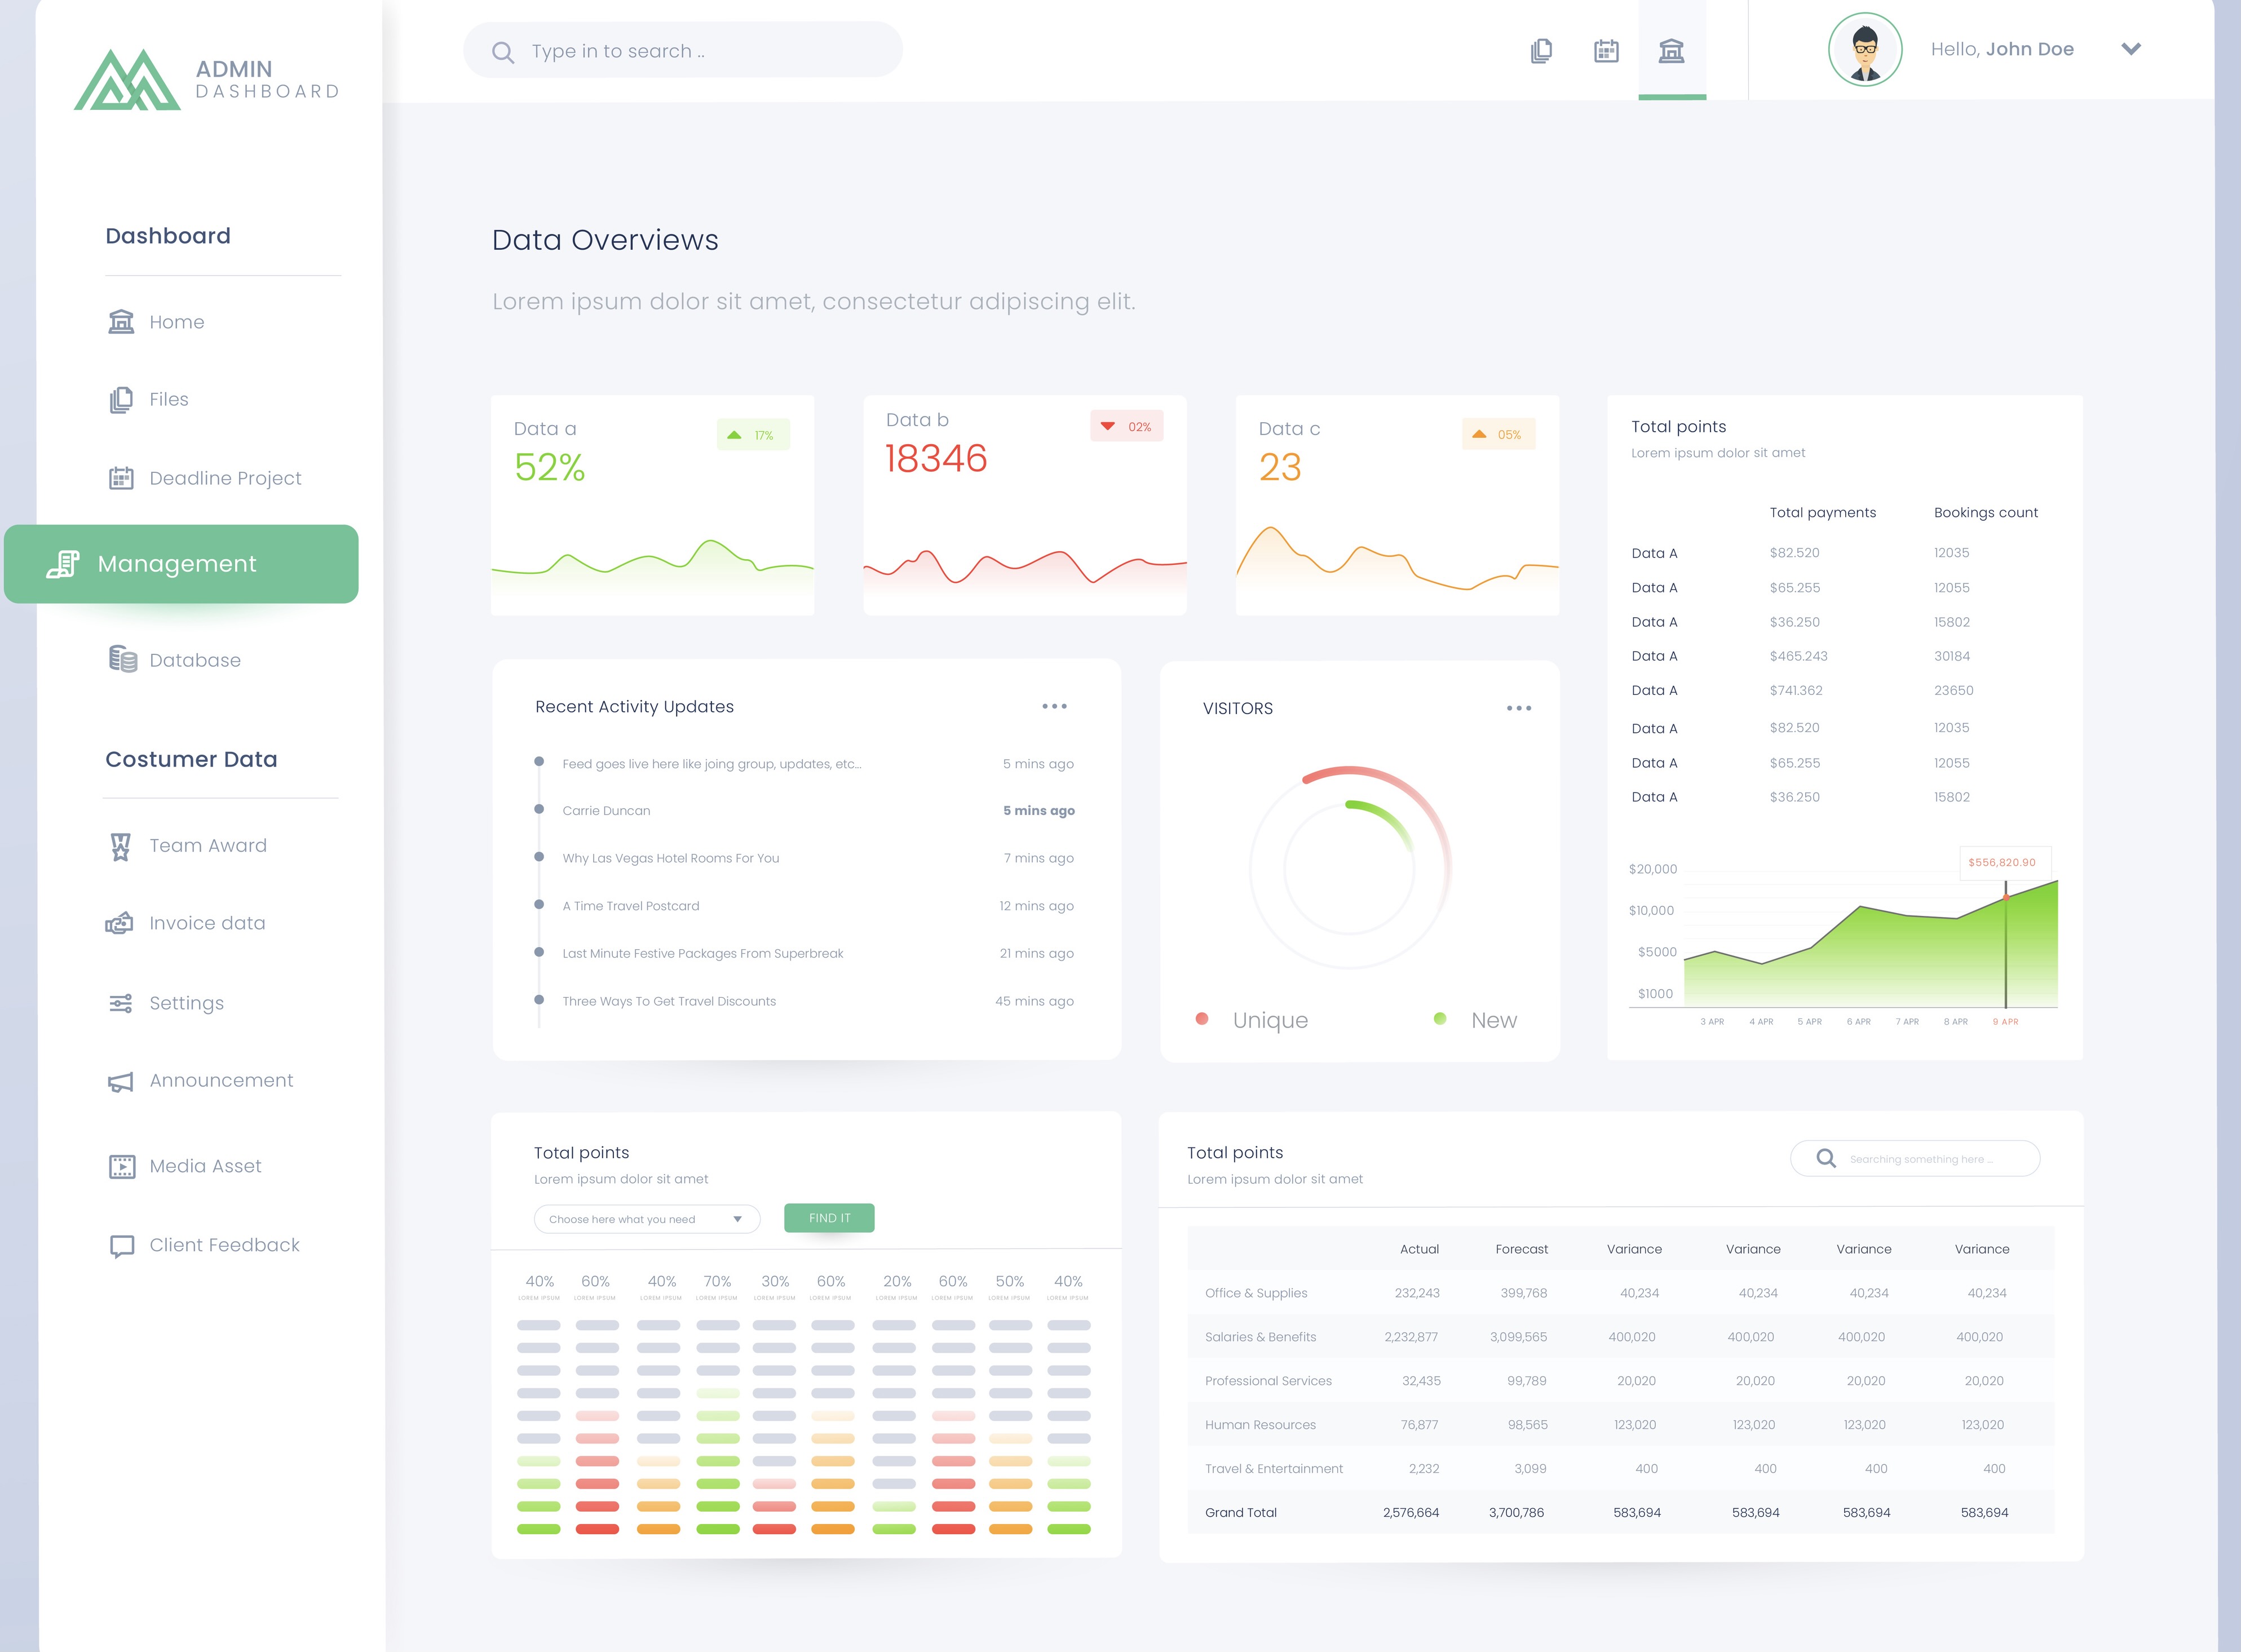 ADMIN
DASHBOARD
Type in to search ..
Hello, John Doe
Dashboard
Home
Files
Deadline Project
Management
Database
Costumer Data
Team Award
Invoice data
Settings
Announcement
Media Asset
Client Feedback
Data Overviews
Lorem ipsum dolor sit amet, consectetur adipiscing elit.
Data a
17%
52%
Data b
02%
18346
Data c
05%
23
Total points
Lorem ipsum dolor sit amet
Total payments Bookings count
Data A $82.520 12035
Data A $65.255 12055
Data A $36.250 15802
Data A $465.243 30184
Data A $741.362 23650
Data A $82.520 12035
Data A $65.255 12055
Data A $36.250 15802
$556,820.90
$20,000
$10,000
$5000
$1000
3 APR 4 APR 5 APR 6 APR 7 APR 8 APR 9 APR
Recent Activity Updates
Feed goes live here like joing group, updates, etc... 5 mins ago
Carrie Duncan 5 mins ago
Why Las Vegas Hotel Rooms For You 7 mins ago
A Time Travel Postcard 12 mins ago
Last Minute Festive Packages From Superbreak 21 mins ago
Three Ways To Get Travel Discounts 45 mins ago
VISITORS
Unique New
Total points
Lorem ipsum dolor sit amet
Choose here what you need FIND IT
40% 60% 40% 70% 30% 60% 20% 60% 50% 40%
LOREM IPSUM LOREM IPSUM LOREM IPSUM LOREM IPSUM LOREM IPSUM LOREM IPSUM LOREM IPSUM LOREM IPSUM LOREM IPSUM LOREM IPSUM
Total points
Lorem ipsum dolor sit amet
Searching something here ...
Actual Forecast Variance Variance Variance Variance
Office & Supplies 232,243 399,768 40,234 40,234 40,234 40,234
Salaries & Benefits 2,232,877 3,099,565 400,020 400,020 400,020 400,020
Professional Services 32,435 99,789 20,020 20,020 20,020 20,020
Human Resources 76,877 98,565 123,020 123,020 123,020 123,020
Travel & Entertainment 2,232 3,099 400 400 400 400
Grand Total 2,576,664 3,700,786 583,694 583,694 583,694 583,694